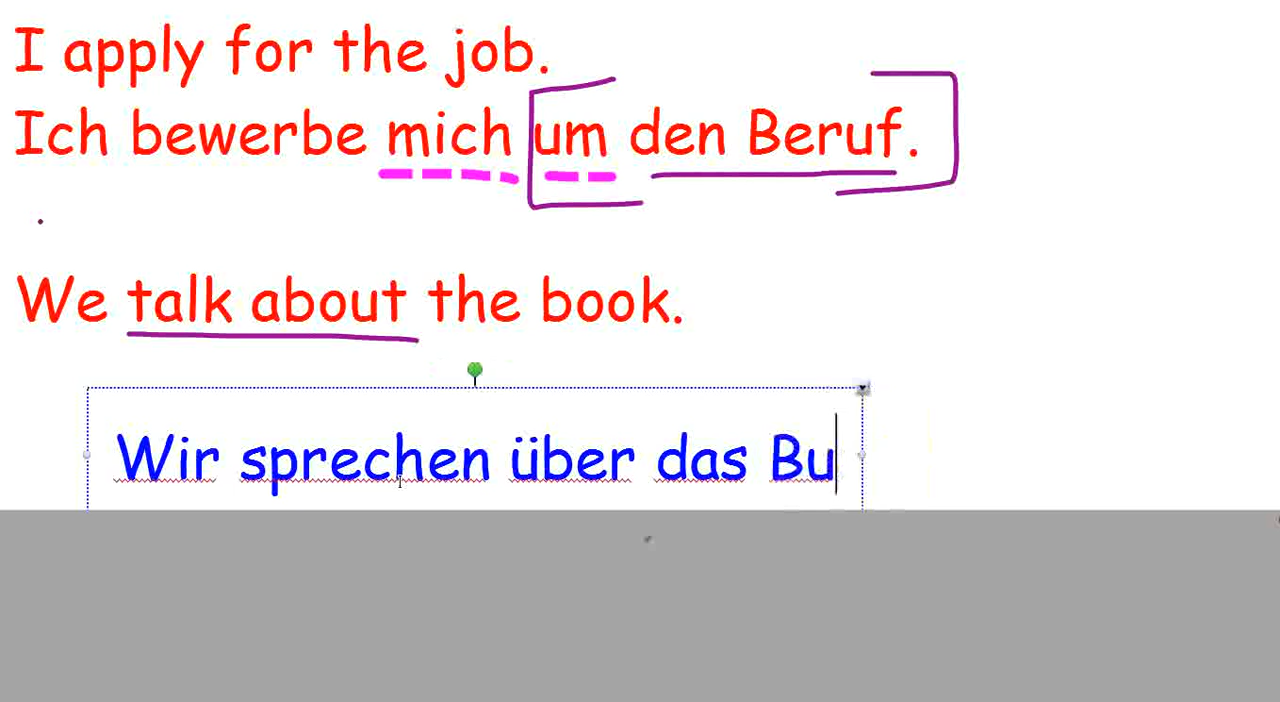 I apply for the job.
Ich bewerbe mich um den Beruf.
We talk about the book.
Wir sprechen über das Bu